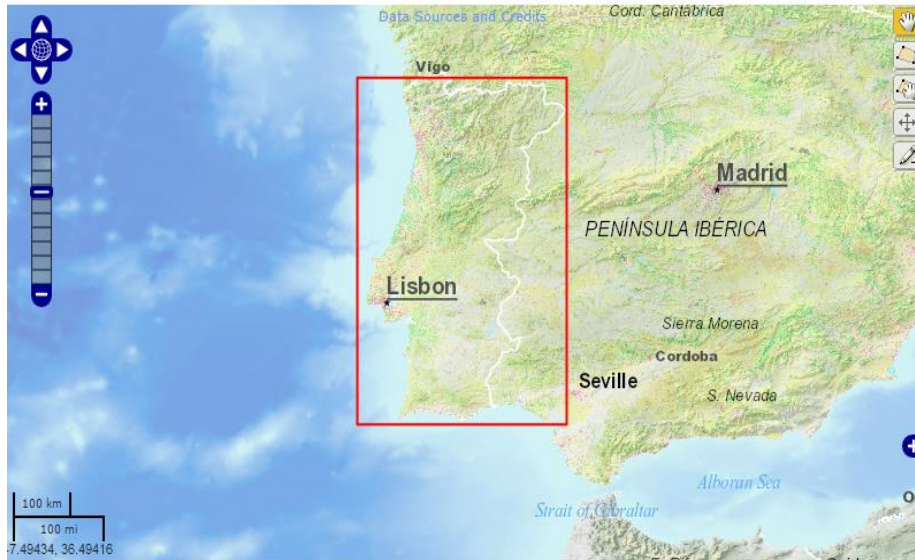 Data Sources and Credits
Cord. Cantábrica
Vigo
Madrid
PENÍNSULA IBÉRICA
Lisbon
Sierra Morena
Cordoba
Seville
S. Nevada
Alboran Sea
Strait of Gibraltar
100 km
100 mi
-7.49434, 36.49416